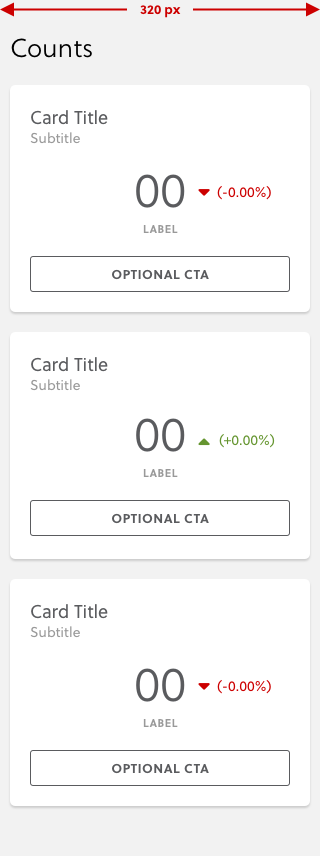 320 px
Counts
Card Title
Subtitle
00 (-0.00%)
LABEL
OPTIONAL CTA
Card Title
Subtitle
00 (+0.00%)
LABEL
OPTIONAL CTA
Card Title
Subtitle
00 (-0.00%)
LABEL
OPTIONAL CTA